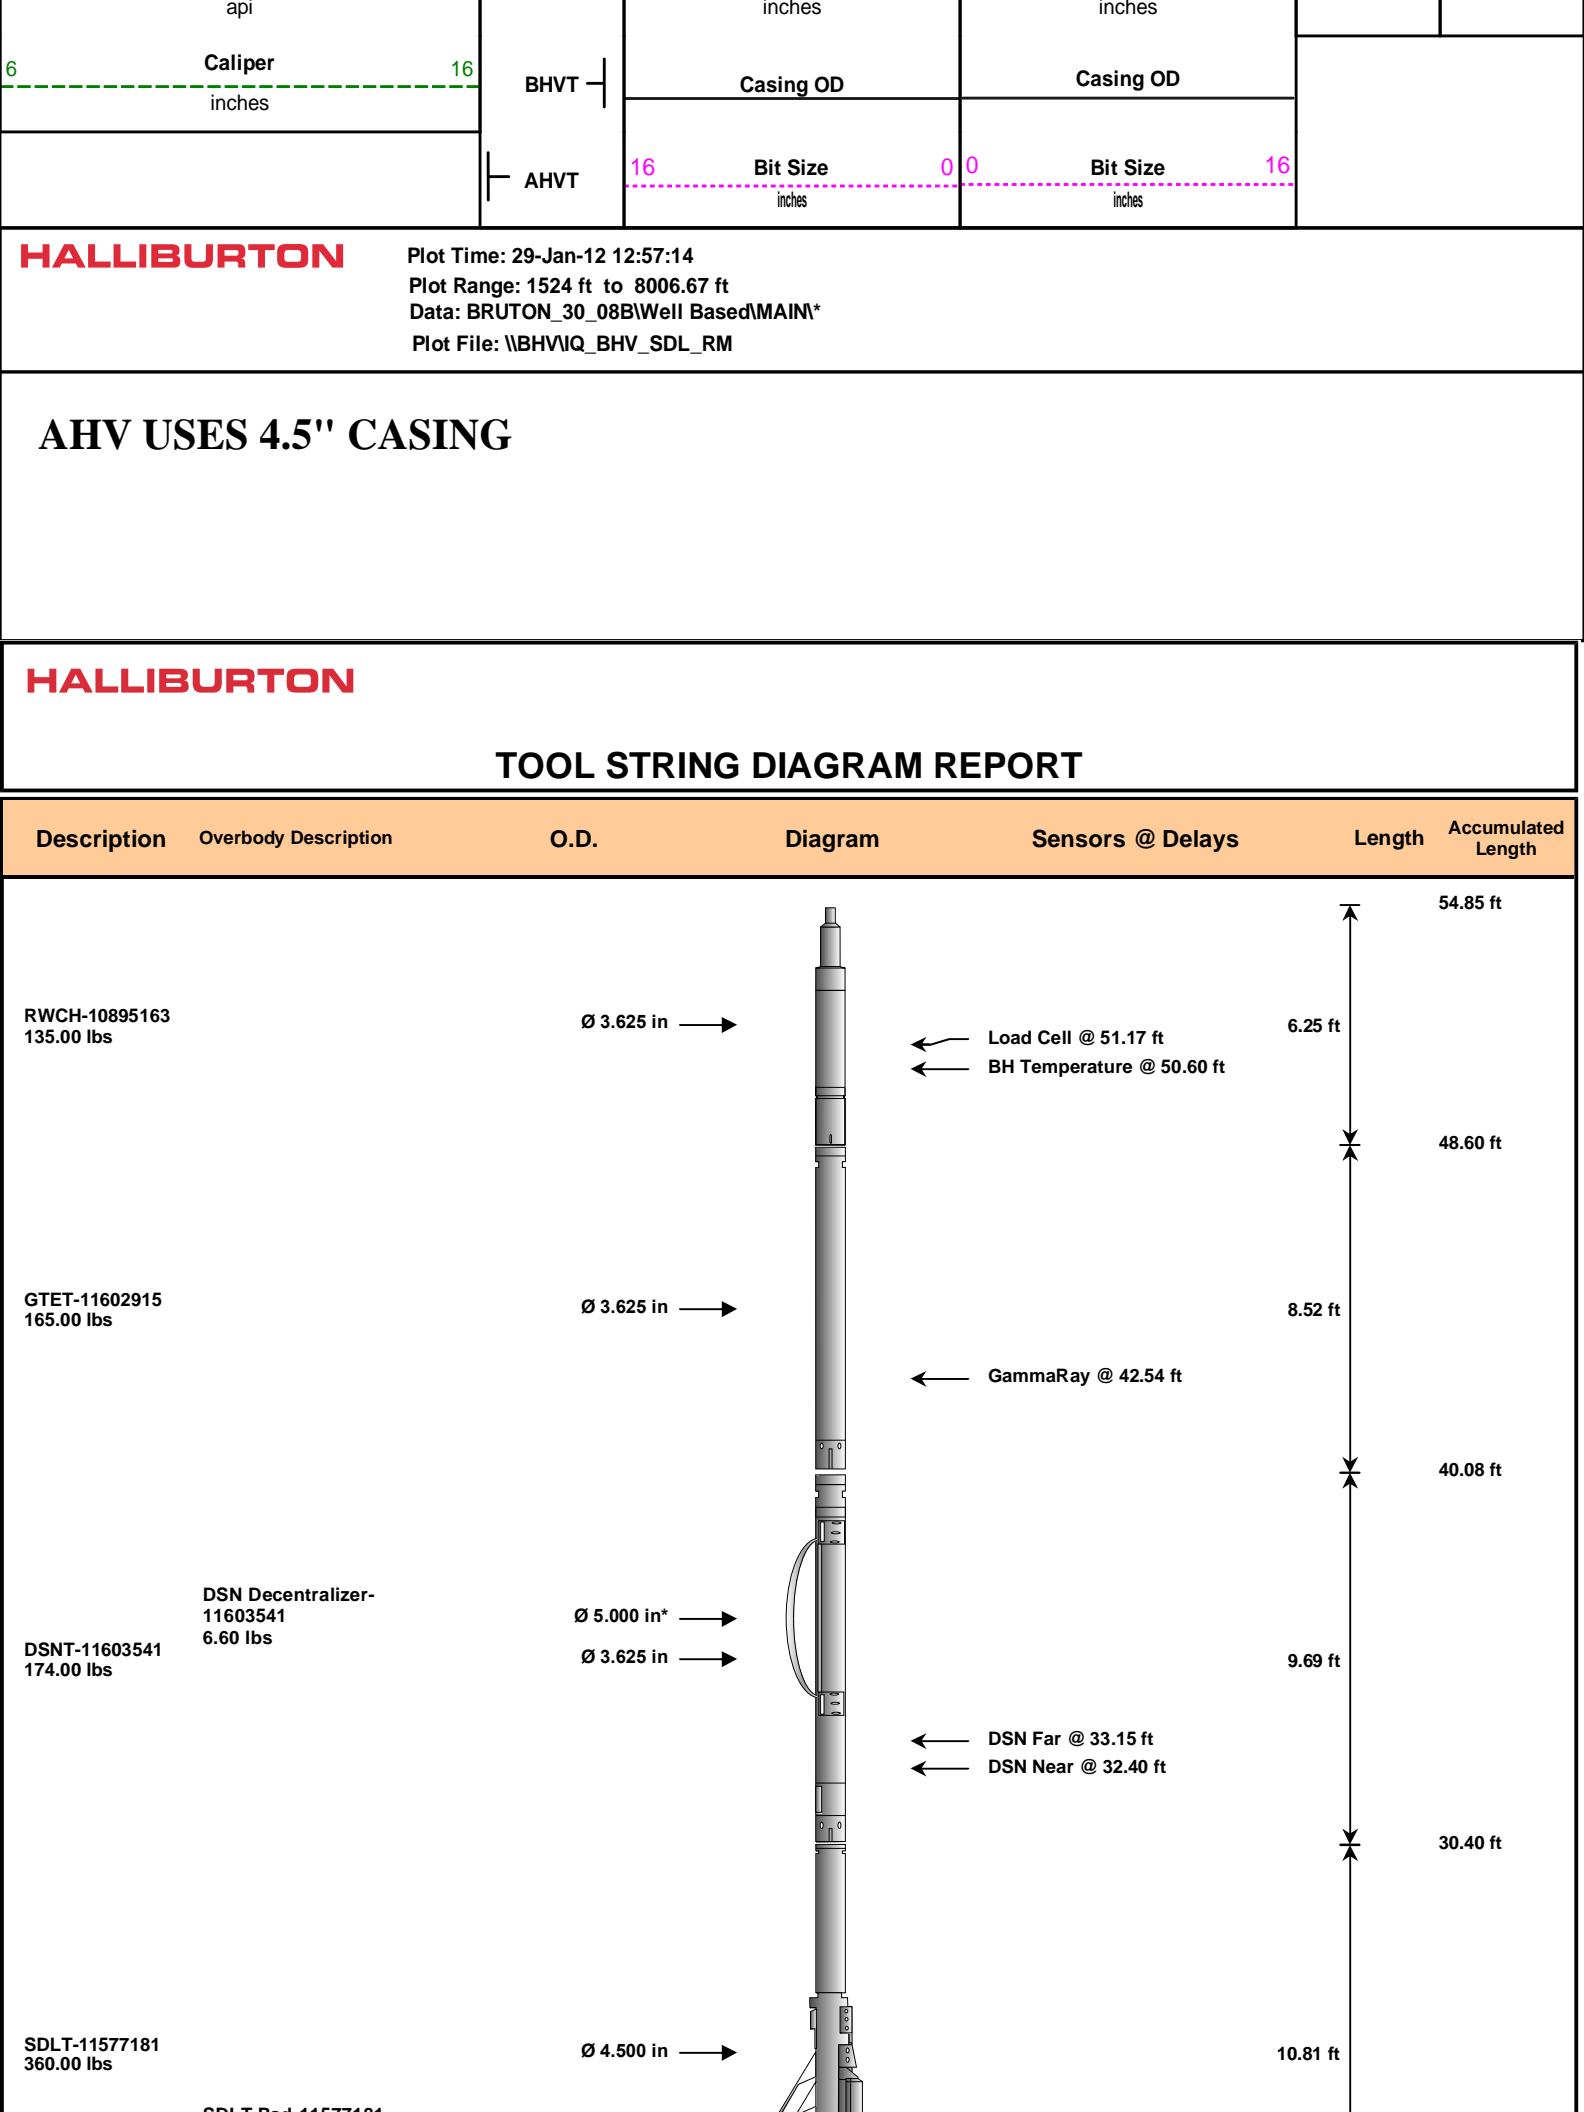 api inches inches
6 Caliper 16
inches
BHVT
Casing OD Casing OD
AHVT
16 Bit Size 0 0 Bit Size 16
inches inches
HALLIBURTON
Plot Time: 29-Jan-12 12:57:14
Plot Range: 1524 ft to 8006.67 ft
Data: BRUTON_30_08B\Well Based\MAIN\*
Plot File: \\BHV\IQ_BHV_SDL_RM
AHV USES 4.5" CASING
HALLIBURTON
TOOL STRING DIAGRAM REPORT
Description Overbody Description O.D. Diagram Sensors @ Delays Length Accumulated Length
54.85 ft
RWCH-10895163
135.00 lbs
Ø 3.625 in
Load Cell @ 51.17 ft
BH Temperature @ 50.60 ft
6.25 ft
48.60 ft
GTET-11602915
165.00 lbs
Ø 3.625 in
8.52 ft
GammaRay @ 42.54 ft
40.08 ft
DSN Decentralizer-
11603541
6.60 lbs
Ø 5.000 in*
DSNT-11603541
174.00 lbs
Ø 3.625 in
9.69 ft
DSN Far @ 33.15 ft
DSN Near @ 32.40 ft
30.40 ft
SDLT-11577181
360.00 lbs
Ø 4.500 in
10.81 ft
SDLT Pad-11577181